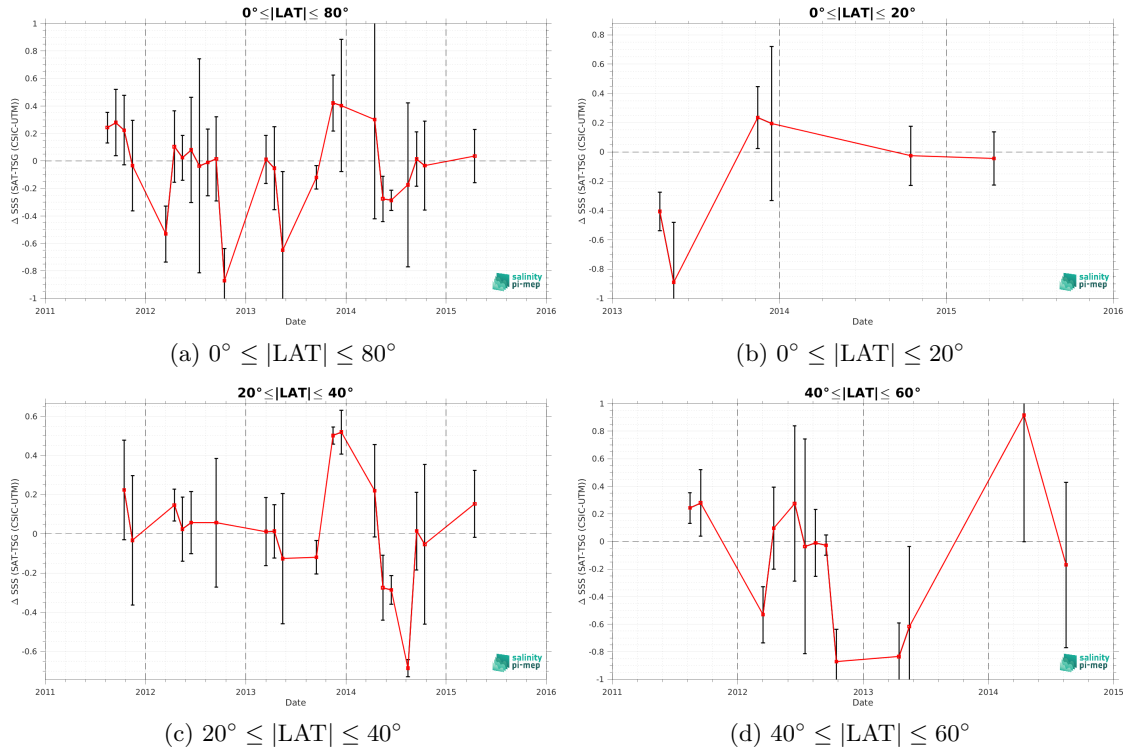 0°≤|LAT|≤ 80°
Δ SSS (SAT-TSG (CSIC-UTM))
1
0.8
0.6
0.4
0.2
0
-0.2
-0.4
-0.6
-0.8
-1
2011 2012 2013 2014 2015 2016
Date
salinity
pi-mep
(a) 0° ≤ |LAT| ≤ 80°
0°≤|LAT|≤ 20°
Δ SSS (SAT-TSG (CSIC-UTM))
0.8
0.6
0.4
0.2
0
-0.2
-0.4
-0.6
-0.8
-1
2013 2014 2015 2016
Date
salinity
pi-mep
(b) 0° ≤ |LAT| ≤ 20°
20°≤|LAT|≤ 40°
Δ SSS (SAT-TSG (CSIC-UTM))
0.6
0.4
0.2
0
-0.2
-0.4
-0.6
2011 2012 2013 2014 2015 2016
Date
salinity
pi-mep
(c) 20° ≤ |LAT| ≤ 40°
40°≤|LAT|≤ 60°
Δ SSS (SAT-TSG (CSIC-UTM))
1
0.8
0.6
0.4
0.2
0
-0.2
-0.4
-0.6
-0.8
-1
2011 2012 2013 2014 2015
Date
salinity
pi-mep
(d) 40° ≤ |LAT| ≤ 60°